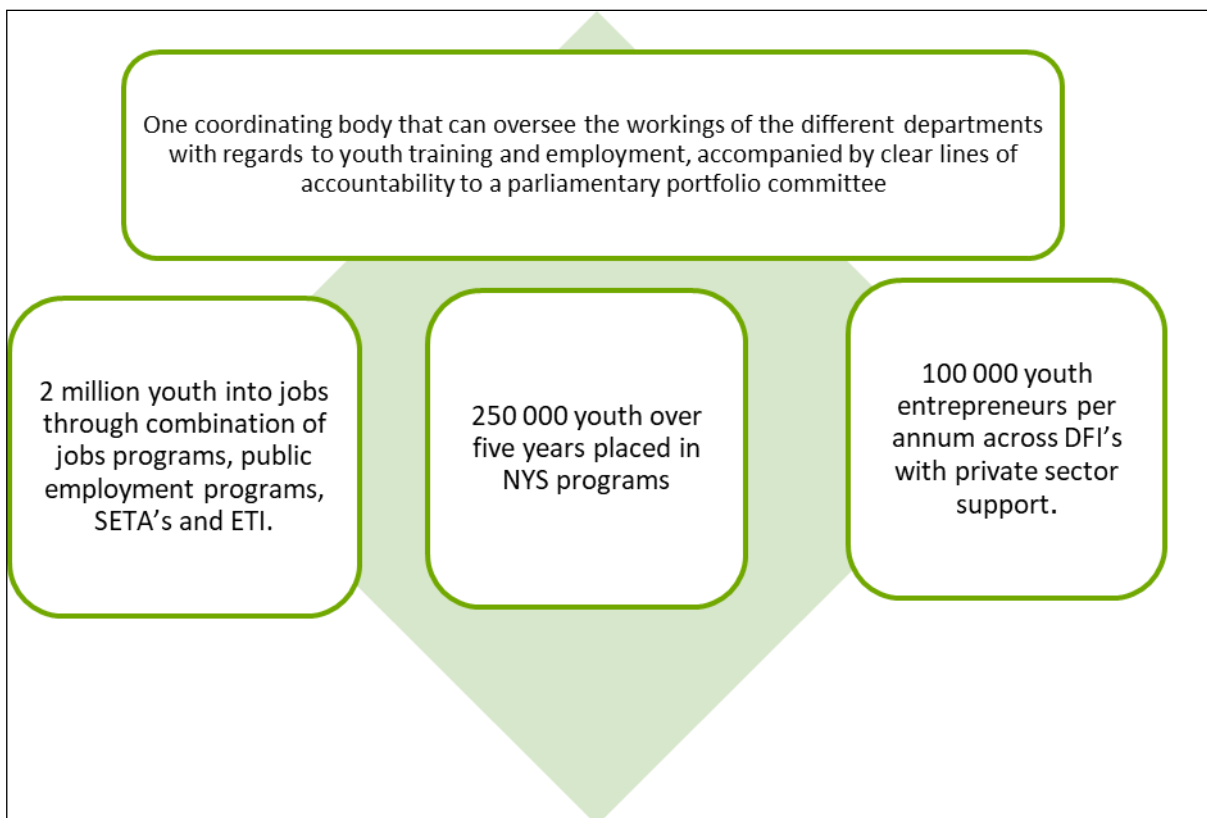 One coordinating body that can oversee the workings of the different departments
with regards to youth training and employment, accompanied by clear lines of
accountability to a parliamentary portfolio committee
2 million youth into jobs
through combination of
jobs programs, public
employment programs,
SETA’s and ETI.
250 000 youth over
five years placed in
NYS programs
100 000 youth
entrepreneurs per
annum across DFI’s
with private sector
support.